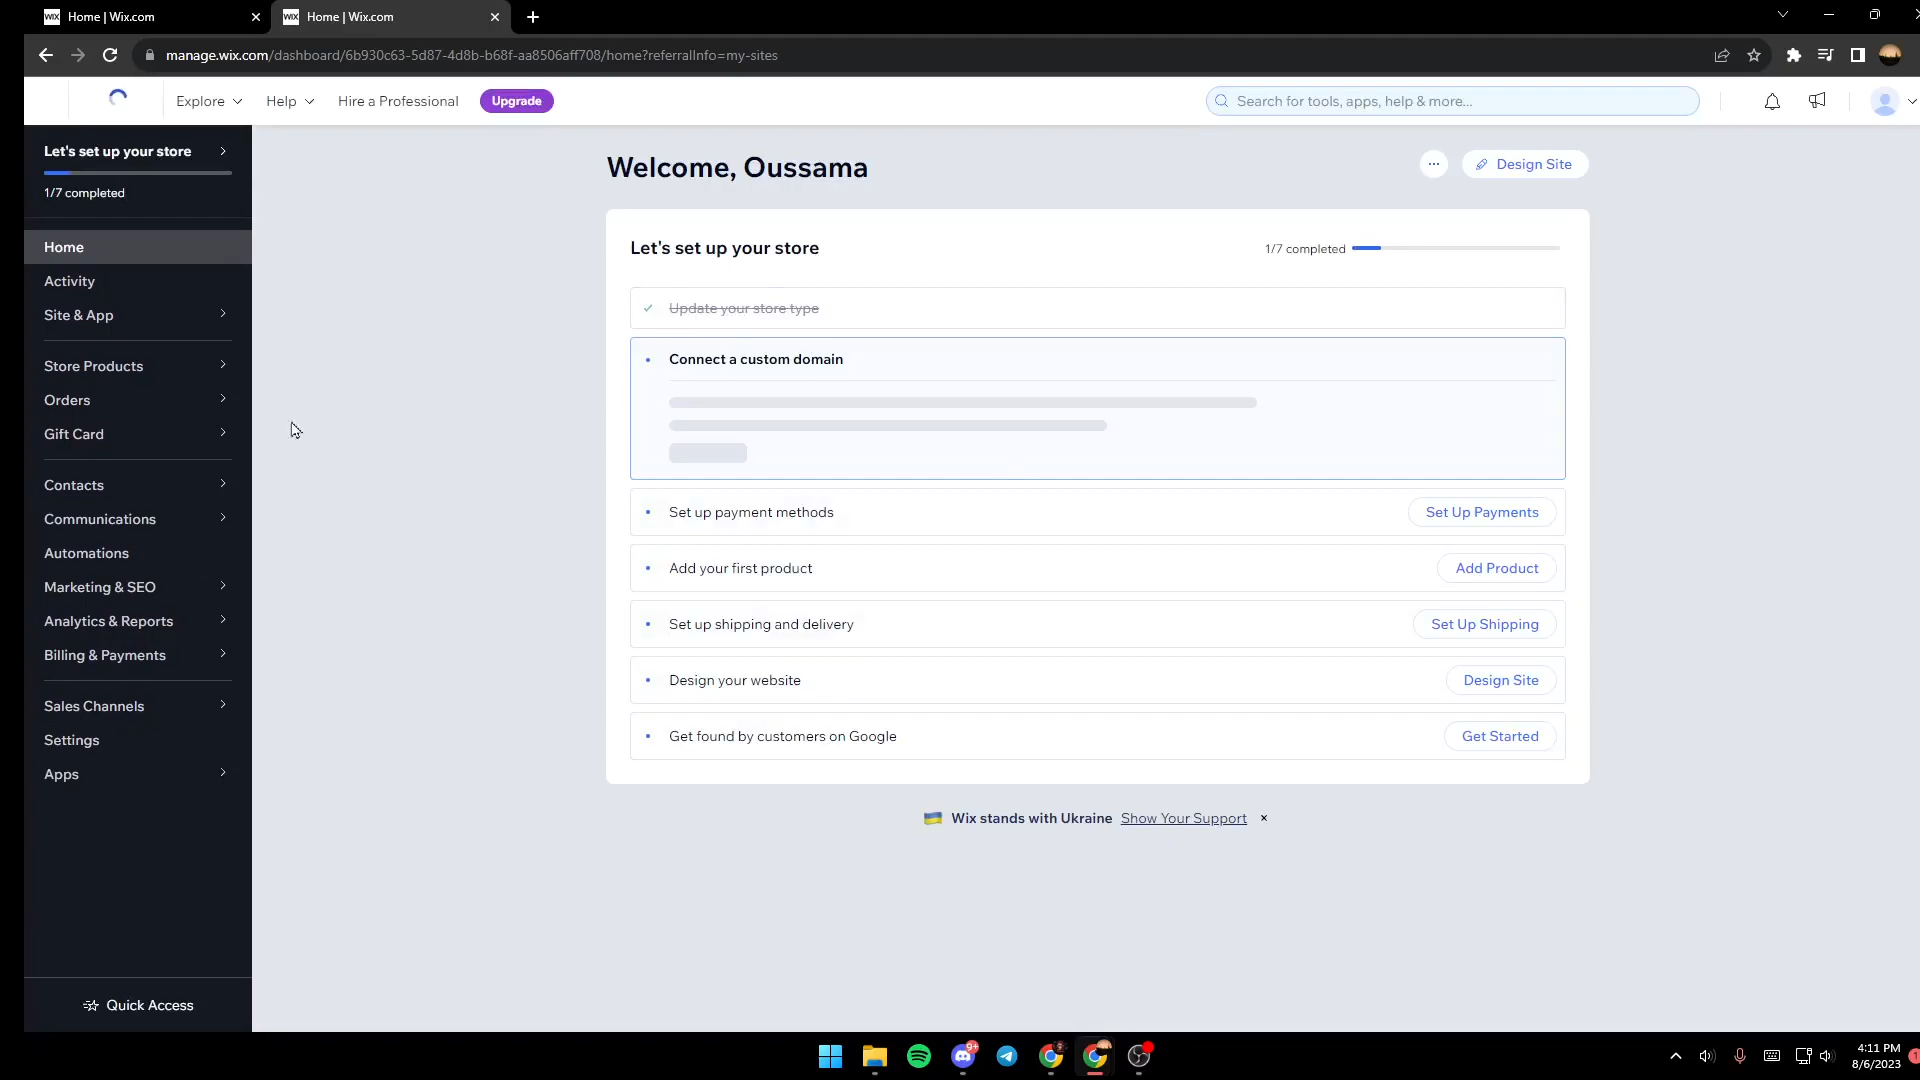 WIX Home | Wix.com
WIX Home | Wix.com
manage.wix.com/dashboard/6b930c63-5d87-4d8b-b68f-aa8506aff708/home?referralInfo=my-sites
Explore
Help
Hire a Professional
Upgrade
Search for tools, apps, help & more...
Let's set up your store
1/7 completed
Home
Activity
Site & App
Store Products
Orders
Gift Card
Contacts
Communications
Automations
Marketing & SEO
Analytics & Reports
Billing & Payments
Sales Channels
Settings
Apps
Quick Access
Welcome, Oussama
Design Site
Let's set up your store
1/7 completed
Update your store type
Connect a custom domain
Set up payment methods
Set Up Payments
Add your first product
Add Product
Set up shipping and delivery
Set Up Shipping
Design your website
Design Site
Get found by customers on Google
Get Started
Wix stands with Ukraine Show Your Support
9+
4:11 PM
8/6/2023
1